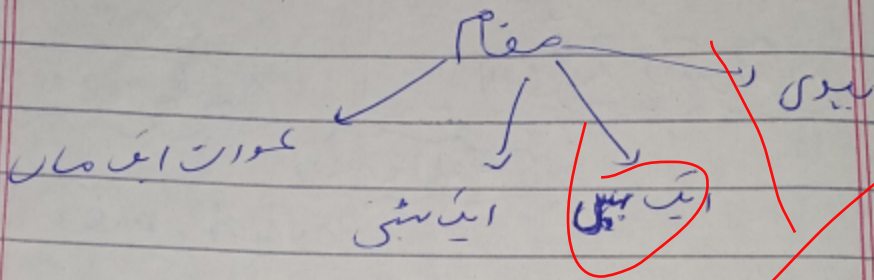 مقام
بیوی
عورت ایک ماں
ایک بیٹی
ایک بہن